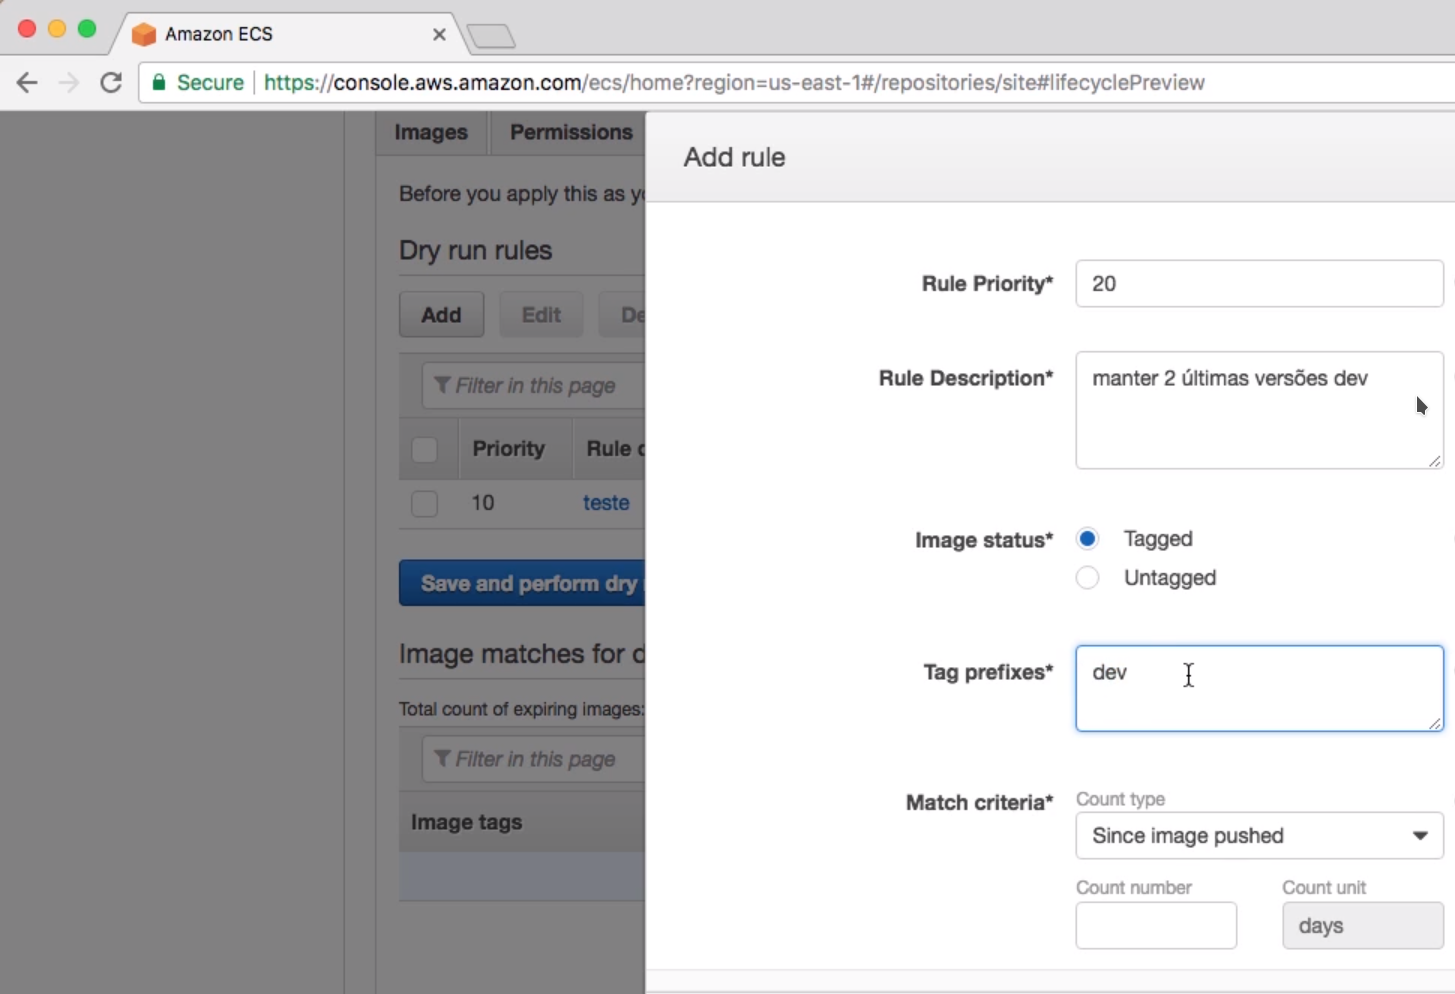 Amazon ECS
Secure https://console.aws.amazon.com/ecs/home?region=us-east-1#/repositories/site#lifecyclePreview
Images Permissions
Before you apply this as
Dry run rules
Add Edit De
Filter in this page
Priority Rule
10 teste
Save and perform dry
Image matches for
Total count of expiring images:
Filter in this page
Image tags
Add rule
Rule Priority* 20
Rule Description* manter 2 últimas versões dev
Image status* Tagged
Untagged
Tag prefixes* dev
Match criteria* Count type
Since image pushed
Count number Count unit
days